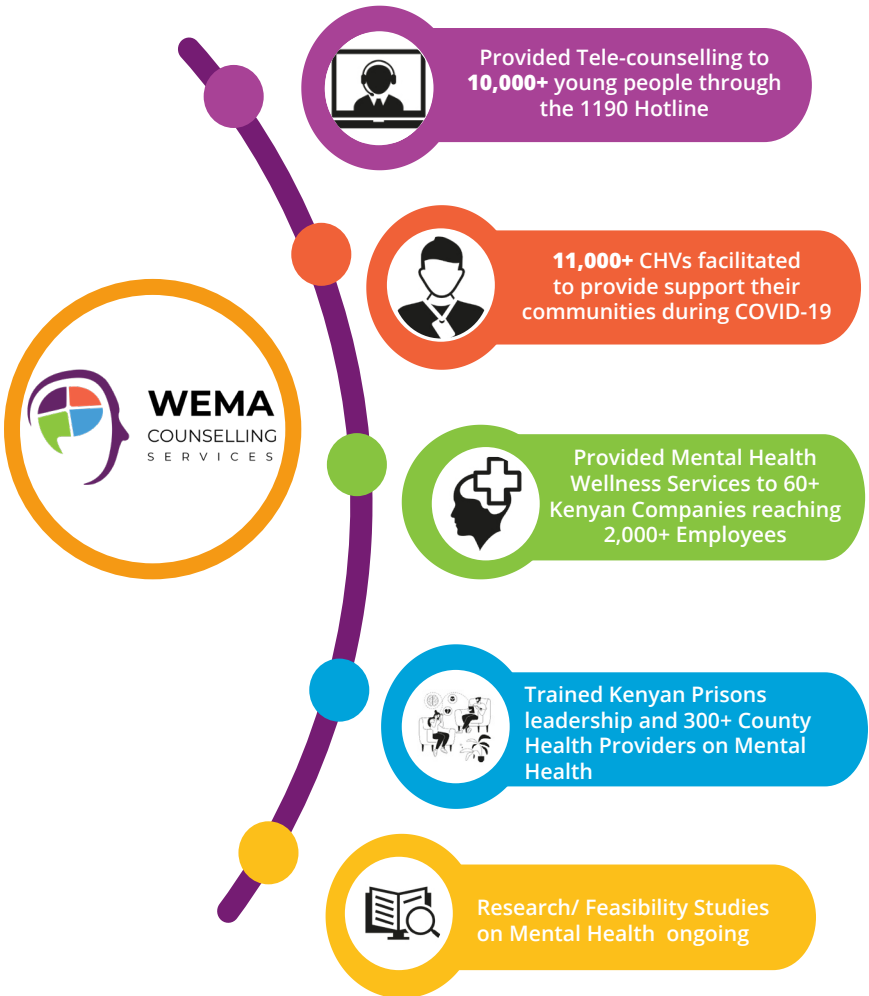 Provided Tele-counselling to
10,000+ young people through
the 1190 Hotline
11,000+ CHVs facilitated
to provide support their
communities during COVID-19
WEMA
COUNSELLING
SERVICES
Provided Mental Health
Wellness Services to 60+
Kenyan Companies reaching
2,000+ Employees
Trained Kenyan Prisons
leadership and 300+ County
Health Providers on Mental
Health
Research/ Feasibility Studies
on Mental Health ongoing